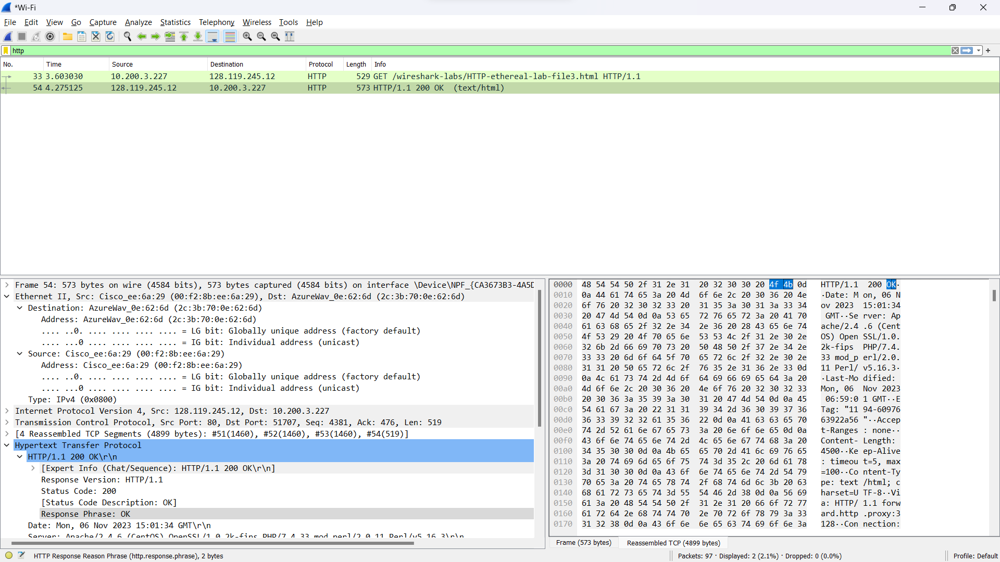 *Wi-Fi
File Edit View Go Capture Analyze Statistics Telephony Wireless Tools Help
http
No. Time Source Destination Protocol Length Info
33 3.603030 10.200.3.227 128.119.245.12 HTTP 529 GET /wireshark-labs/HTTP-ethereal-lab-file3.html HTTP/1.1
54 4.275125 128.119.245.12 10.200.3.227 HTTP 573 HTTP/1.1 200 OK (text/html)
Frame 54: 573 bytes on wire (4584 bits), 573 bytes captured (4584 bits) on interface \Device\NPF_{CA3673B3-4A5D
Ethernet II, Src: Cisco_ee:6a:29 (00:f2:8b:ee:6a:29), Dst: AzureWav_0e:62:6d (2c:3b:70:0e:62:6d)
Destination: AzureWav_0e:62:6d (2c:3b:70:0e:62:6d)
Address: AzureWav_0e:62:6d (2c:3b:70:0e:62:6d)
.... ..0. .... .... .... .... = LG bit: Globally unique address (factory default)
.... ...0 .... .... .... .... = IG bit: Individual address (unicast)
Source: Cisco_ee:6a:29 (00:f2:8b:ee:6a:29)
Address: Cisco_ee:6a:29 (00:f2:8b:ee:6a:29)
.... ..0. .... .... .... .... = LG bit: Globally unique address (factory default)
.... ...0 .... .... .... .... = IG bit: Individual address (unicast)
Type: IPv4 (0x0800)
Internet Protocol Version 4, Src: 128.119.245.12, Dst: 10.200.3.227
Transmission Control Protocol, Src Port: 80, Dst Port: 51707, Seq: 4381, Ack: 476, Len: 519
[4 Reassembled TCP Segments (4899 bytes): #51(1460), #52(1460), #53(1460), #54(519)]
Hypertext Transfer Protocol
HTTP/1.1 200 OK\r\n
[Expert Info (Chat/Sequence): HTTP/1.1 200 OK\r\n]
Response Version: HTTP/1.1
Status Code: 200
[Status Code Description: OK]
Response Phrase: OK
Date: Mon, 06 Nov 2023 15:01:34 GMT\r\n
Server: Apache/2.4.6 (CentOS) OpenSSL/1.0.2k-fips PHP/7.4.33 mod_perl/2.0.11 Perl/v5.16.3\r\n
0000 48 54 54 50 2f 31 2e 31 20 32 30 30 20 4f 4b 0d HTTP/1.1 200 OK·
0010 0a 44 61 74 65 3a 20 4d 6f 6e 2c 20 30 36 20 4e ·Date: M on, 06 N
0020 6f 76 20 32 30 32 33 20 31 35 3a 30 31 3a 33 34 ov 2023 15:01:34
0030 20 47 4d 54 0d 0a 53 65 72 76 65 72 3a 20 41 70 GMT··Se rver: Ap
0040 61 63 68 65 2f 32 2e 34 2e 36 20 28 43 65 6e 74 ache/2.4 .6 (Cent
0050 4f 53 29 20 4f 70 65 6e 53 53 4c 2f 31 2e 30 2e OS) Open SSL/1.0.
0060 32 6b 2d 66 69 70 73 20 50 48 50 2f 37 2e 34 2e 2k-fips PHP/7.4.
0070 33 33 20 6d 6f 64 5f 70 65 72 6c 2f 32 2e 30 2e 33 mod_p erl/2.0.
0080 31 31 20 50 65 72 6c 2f 76 35 2e 31 36 2e 33 0d 11 Perl/ v5.16.3·
0090 0a 4c 61 73 74 2d 4d 6f 64 69 66 69 65 64 3a 20 ·Last-Mo dified:
00a0 4d 6f 6e 2c 20 30 36 20 4e 6f 76 20 32 30 32 33 Mon, 06 Nov 2023
00b0 20 30 36 3a 35 39 3a 30 31 20 47 4d 54 0d 0a 45 06:59:0 1 GMT··E
00c0 54 61 67 3a 20 22 31 31 39 34 2d 36 30 39 37 36 Tag: "11 94-60976
00d0 36 33 39 32 32 61 35 36 22 0d 0a 41 63 63 65 70 63922a56 "··Accep
00e0 74 2d 52 61 6e 67 65 73 3a 20 6e 6f 6e 65 0d 0a t-Ranges : none··
00f0 43 6f 6e 74 65 6e 74 2d 4c 65 6e 67 74 68 3a 20 Content- Length:
0100 34 35 30 30 0d 0a 4b 65 65 70 2d 41 6c 69 76 65 4500··Ke ep-Alive
0110 3a 20 74 69 6d 65 6f 75 74 3d 35 2c 20 6d 61 78 : timeou t=5, max
0120 3d 31 30 30 0d 0a 43 6f 6e 74 65 6e 74 2d 54 79 =100··Co ntent-Ty
0130 70 65 3a 20 74 65 78 74 2f 68 74 6d 6c 3b 20 63 pe: text /html; c
0140 68 61 72 73 65 74 3d 55 54 46 2d 38 0d 0a 56 69 harset=U TF-8··Vi
0150 61 3a 20 48 54 54 50 2f 31 2e 31 20 66 6f 72 77 a: HTTP/ 1.1 forw
0160 61 72 64 2e 68 74 74 70 2e 70 72 6f 78 79 3a 33 ard.http .proxy:3
0170 31 32 38 0d 0a 43 6f 6e 6e 65 63 74 69 6f 6e 3a 128··Con nection:
Frame (573 bytes) Reassembled TCP (4899 bytes)
HTTP Response Reason Phrase (http.response.phrase), 2 bytes
Packets: 97 · Displayed: 2 (2.1%) · Dropped: 0 (0.0%)
Profile: Default